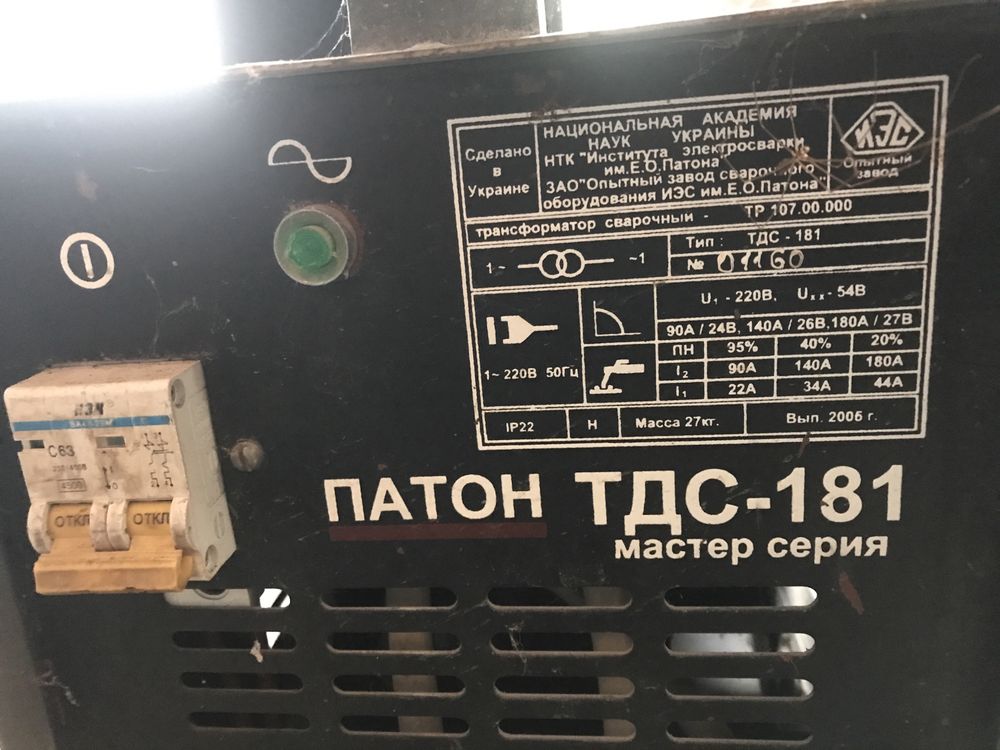 Сделано
в
Украине
НАЦИОНАЛЬНАЯ АКАДЕМИЯ
НАУК УКРАИНЫ
НТК "Института электросварки
им.Е.О.Патона"
ЗАО"Опытный завод сварочного
оборудования ИЭС им.Е.О.Патона"
ИЭС
Опытный
завод
трансформатор сварочный - ТР 107.00.000
1~ ~1
Тип : ТДС - 181
№ 01160
U1 - 220В, Uхх - 54В
90А / 24В, 140А / 26В,180А / 27В
1~ 220В 50Гц
ПН 95% 40% 20%
I2 90А 140А 180А
I1 22А 34А 44А
IP22 Н Масса 27кг. Вып. 2006 г.
C63
4500
ОТКЛ ОТКЛ
ПАТОН ТДС-181
мастер серия